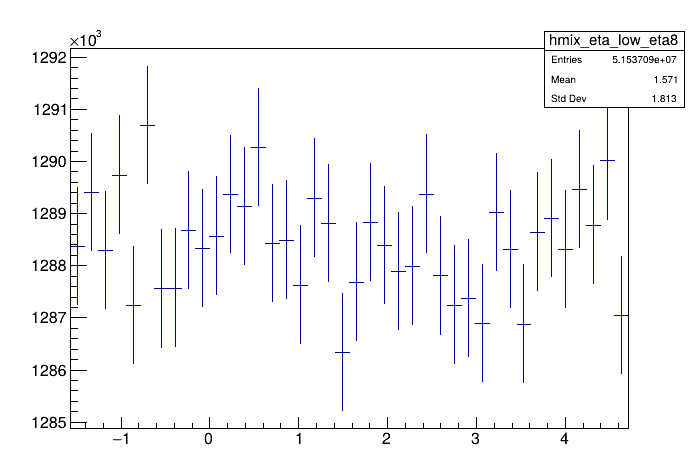 ×10³
hmix_eta_low_eta8
Entries 5.153709e+07
Mean 1.571
Std Dev 1.813
1292
1291
1290
1289
1288
1287
1286
1285
−1 0 1 2 3 4